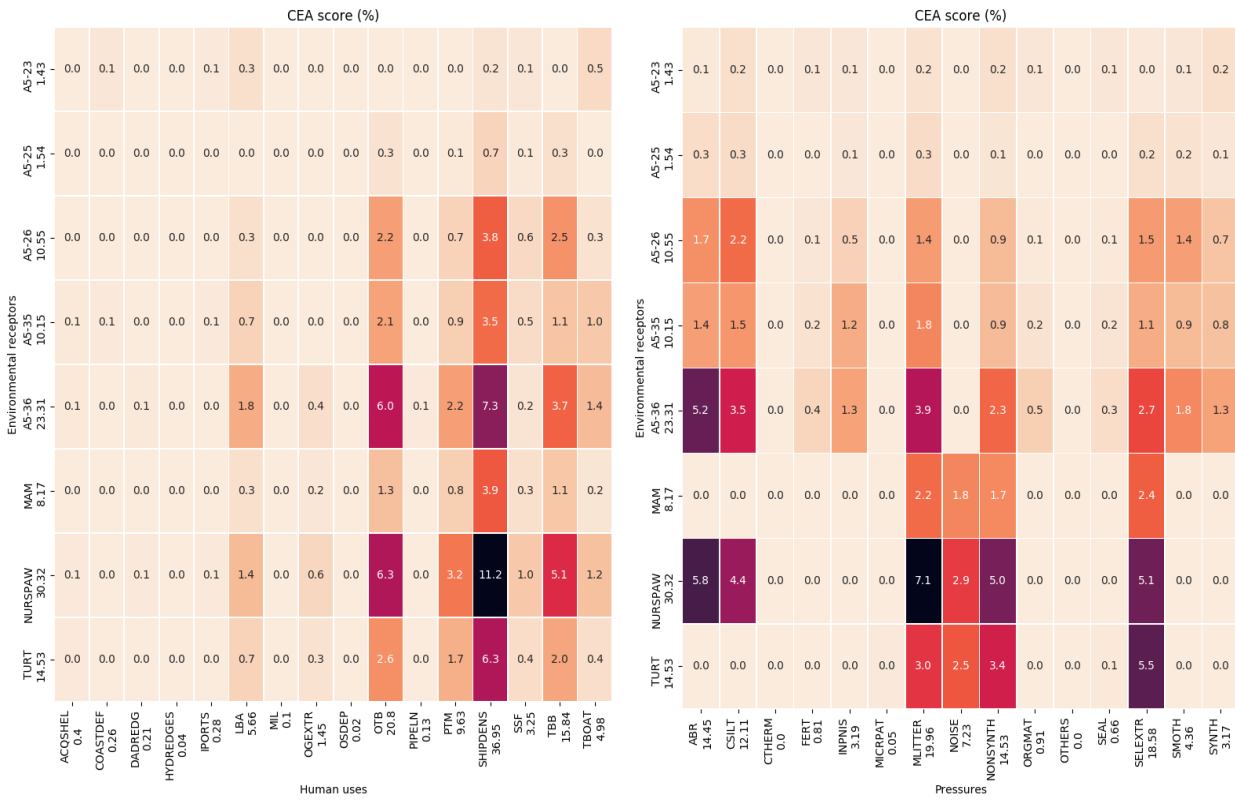 CEA score (%)
Environmental receptors
A5-23
1.43
0.0 0.1 0.0 0.0 0.1 0.3 0.0 0.0 0.0 0.0 0.0 0.0 0.2 0.1 0.0 0.5
A5-25
1.54
0.0 0.0 0.0 0.0 0.0 0.0 0.0 0.0 0.0 0.3 0.0 0.1 0.7 0.1 0.3 0.0
A5-26
10.55
0.0 0.0 0.0 0.0 0.0 0.3 0.0 0.0 0.0 2.2 0.0 0.7 3.8 0.6 2.5 0.3
A5-35
10.15
0.1 0.1 0.0 0.0 0.1 0.7 0.0 0.0 0.0 2.1 0.0 0.9 3.5 0.5 1.1 1.0
A5-36
23.31
0.1 0.0 0.1 0.0 0.0 1.8 0.0 0.4 0.0 6.0 0.1 2.2 7.3 0.2 3.7 1.4
MAM
8.17
0.0 0.0 0.0 0.0 0.0 0.3 0.0 0.2 0.0 1.3 0.0 0.8 3.9 0.3 1.1 0.2
NURSPAW
30.32
0.1 0.0 0.1 0.0 0.1 1.4 0.0 0.6 0.0 6.3 0.0 3.2 11.2 1.0 5.1 1.2
TURT
14.53
0.0 0.0 0.0 0.0 0.0 0.7 0.0 0.3 0.0 2.6 0.0 1.7 6.3 0.4 2.0 0.4
ACQSHEL
0.4
COASTDEF
0.26
DADREDG
0.21
HYDREDGES
0.04
IPORTS
0.28
LBA
5.66
MIL
0.1
OGEXTR
1.45
OSDEP
0.02
OTB
20.8
PIPELN
0.13
PTM
9.63
SHIPDENS
36.95
SSF
3.25
TBB
15.84
TBOAT
4.98
Human uses
CEA score (%)
Environmental receptors
A5-23
1.43
0.1 0.2 0.0 0.1 0.1 0.0 0.2 0.0 0.2 0.1 0.0 0.1 0.0 0.1 0.2
A5-25
1.54
0.3 0.3 0.0 0.0 0.1 0.0 0.3 0.0 0.1 0.0 0.0 0.0 0.2 0.2 0.1
A5-26
10.55
1.7 2.2 0.0 0.1 0.5 0.0 1.4 0.0 0.9 0.1 0.0 0.1 1.5 1.4 0.7
A5-35
10.15
1.4 1.5 0.0 0.2 1.2 0.0 1.8 0.0 0.9 0.2 0.0 0.2 1.1 0.9 0.8
A5-36
23.31
5.2 3.5 0.0 0.4 1.3 0.0 3.9 0.0 2.3 0.5 0.0 0.3 2.7 1.8 1.3
MAM
8.17
0.0 0.0 0.0 0.0 0.0 0.0 2.2 1.8 1.7 0.0 0.0 0.0 2.4 0.0 0.0
NURSPAW
30.32
5.8 4.4 0.0 0.0 0.0 0.0 7.1 2.9 5.0 0.0 0.0 0.0 5.1 0.0 0.0
TURT
14.53
0.0 0.0 0.0 0.0 0.0 0.0 3.0 2.5 3.4 0.0 0.0 0.1 5.5 0.0 0.0
ABR
14.45
CSILT
12.11
CTHERM
0.0
FERT
0.81
INPNIS
3.19
MICRPAT
0.05
MLITTER
19.96
NOISE
7.23
NONSYNTH
14.53
ORGMAT
0.91
OTHERS
0.0
SEAL
0.66
SELEXTR
18.58
SMOTH
4.36
SYNTH
3.17
Pressures